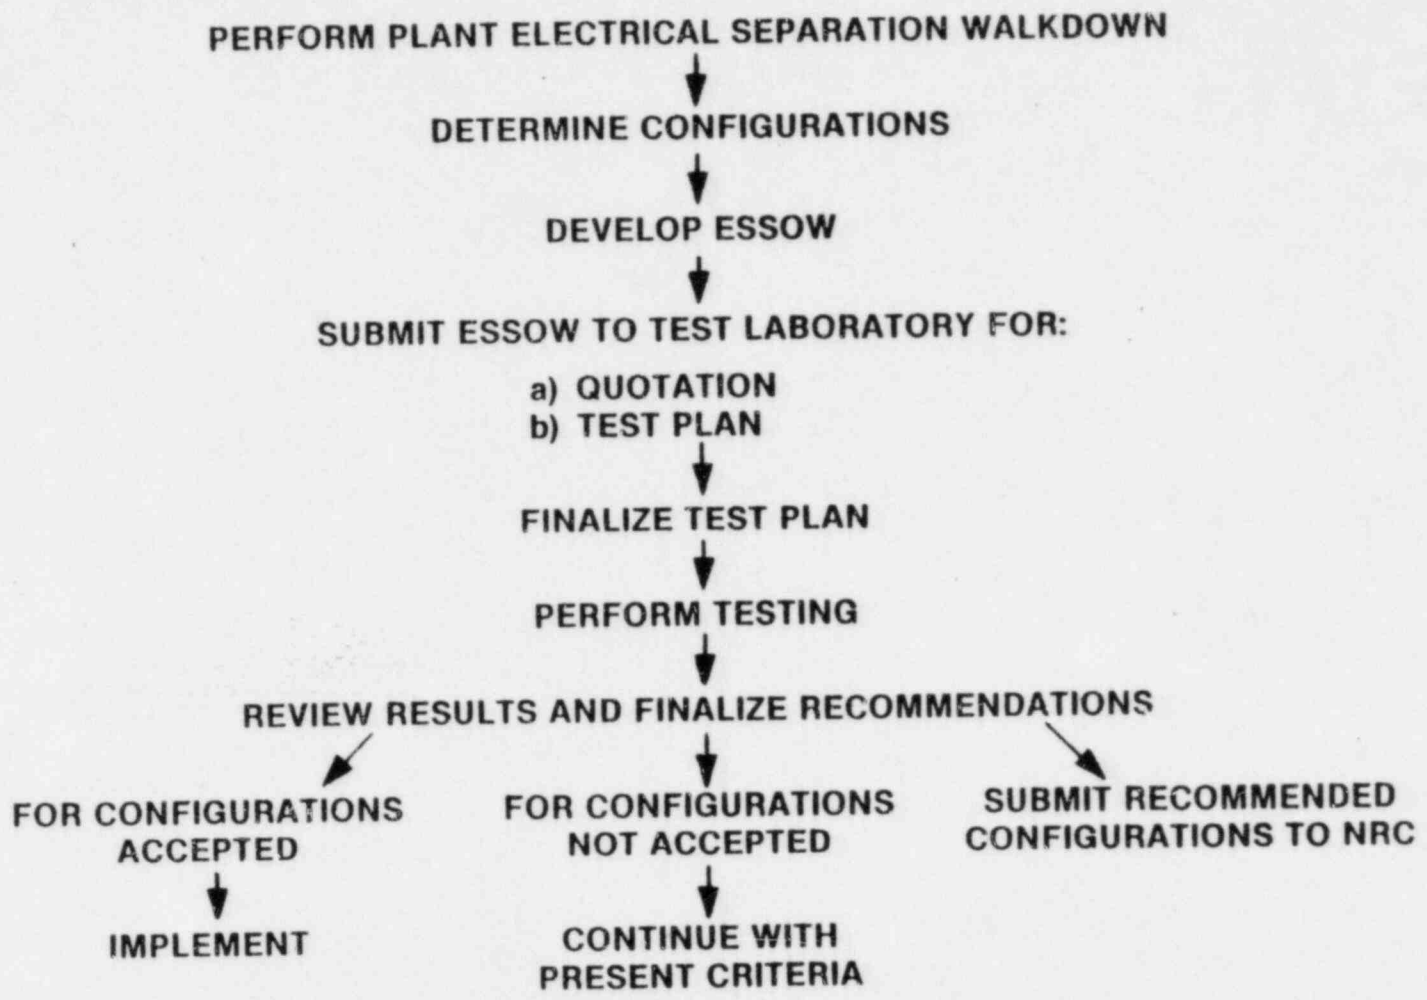 PERFORM PLANT ELECTRICAL SEPARATION WALKDOWN
DETERMINE CONFIGURATIONS
DEVELOP ESSOW
SUBMIT ESSOW TO TEST LABORATORY FOR:
a) QUOTATION
b) TEST PLAN
FINALIZE TEST PLAN
PERFORM TESTING
REVIEW RESULTS AND FINALIZE RECOMMENDATIONS
FOR CONFIGURATIONS
ACCEPTED
IMPLEMENT
FOR CONFIGURATIONS
NOT ACCEPTED
CONTINUE WITH
PRESENT CRITERIA
SUBMIT RECOMMENDED
CONFIGURATIONS TO NRC